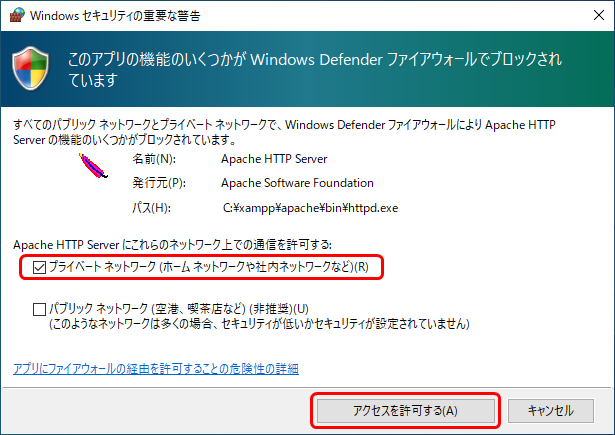 Windows セキュリティの重要な警告
このアプリの機能のいくつかが Windows Defender ファイアウォールでブロックされ
ています
すべてのパブリック ネットワークとプライベート ネットワークで、Windows Defender ファイアウォールにより Apache HTTP
Server の機能のいくつかがブロックされています。
名前(N): Apache HTTP Server
発行元(P): Apache Software Foundation
パス(H): C:¥xampp¥apache¥bin¥httpd.exe
Apache HTTP Server にこれらのネットワーク上での通信を許可する:
プライベート ネットワーク (ホーム ネットワークや社内ネットワークなど)(R)
パブリック ネットワーク (空港、喫茶店など) (非推奨)(U)
(このようなネットワークは多くの場合、セキュリティが低いかセキュリティが設定されていません)
アプリにファイアウォールの経由を許可することの危険性の詳細
アクセスを許可する(A) キャンセル